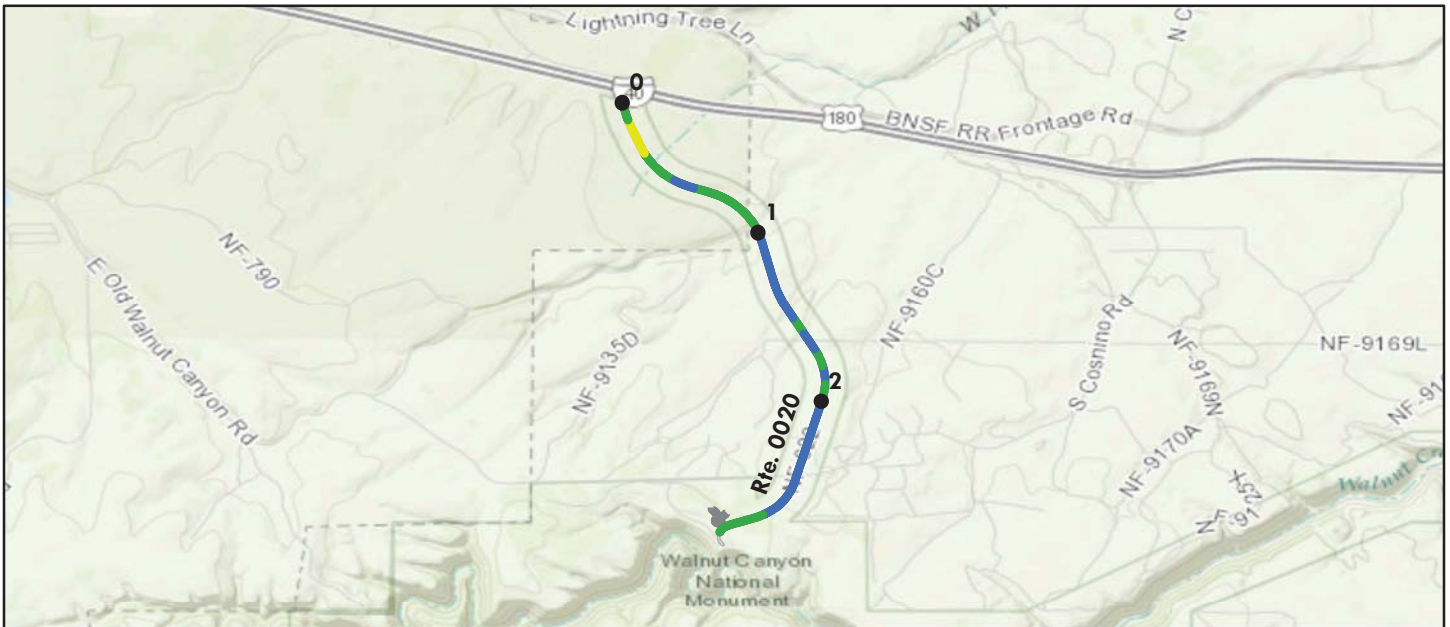 Lightning Tree Ln
0
40
180
BNSF RR Frontage Rd
1
NF-790
E Old Walnut Canyon Rd
NF-9160C
NF-9135D
S Cosnino Rd
NF-9169N
NF-9169L
2
Rte. 0020
NF-9170A
Walnut Canyon
National
Monument